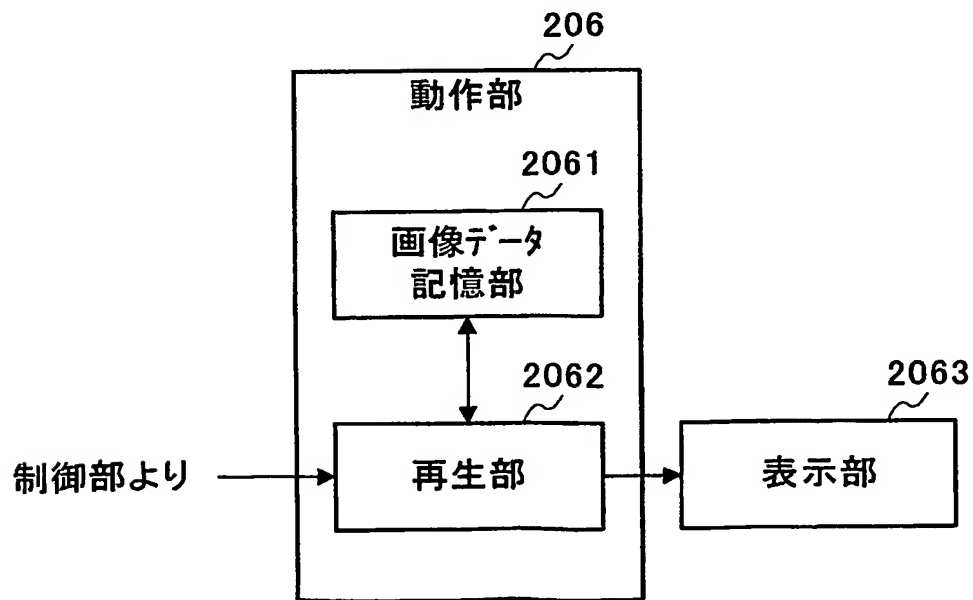 206
動作部
2061
画像データ
記憶部
2062
2063
制御部より
再生部
表示部